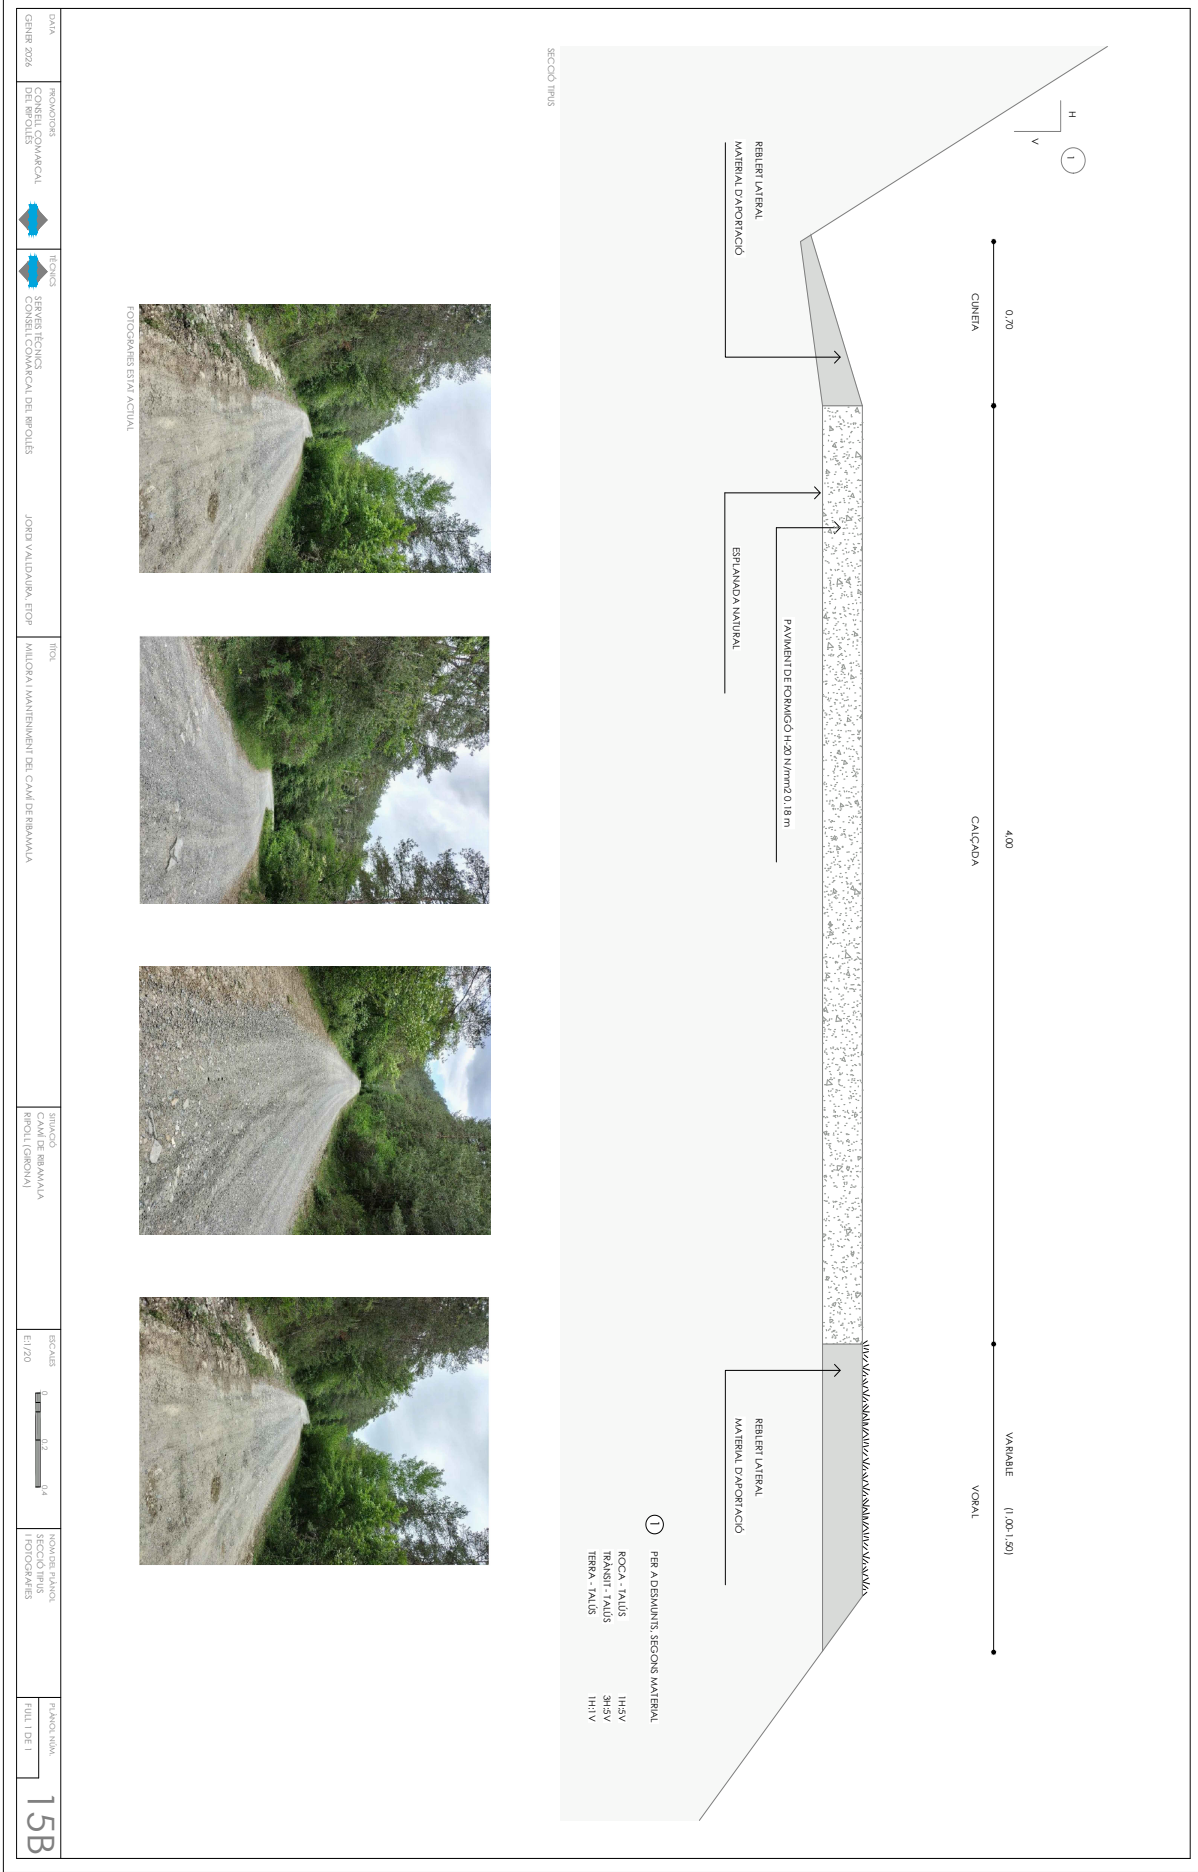 H
V
1
0,70
CUNETA
4,00
CALÇADA
VARIABLE (1,00-1,50)
VORAL
REBLERT LATERAL
MATERIAL D'APORTACIÓ
ESPLANADA NATURAL
PAVIMENT DE FORMIGÓ H-20 N/mm2 0.18 m
REBLERT LATERAL
MATERIAL D'APORTACIÓ
1 PER A DESMUNTS, SEGONS MATERIAL
ROCA - TALÚS 1H:5V
TRÀNSIT - TALÚS 3H:5V
TERRA - TALÚS 1H:1V
SECCIÓ TIPUS
FOTOGRAFIES ESTAT ACTUAL
DATA
GENER 2026
PROMOTORS
CONSELL COMARCAL
DEL RIPOLLÈS
TÈCNICS
SERVEIS TÈCNICS
CONSELL COMARCAL DEL RIPOLLÈS
JORDI VALLDAURA, ETOP
TÍTOL
MILLORA I MANTENIMENT DEL CAMÍ DE RIBAMALA
SITUACIÓ
CAMÍ DE RIBAMALA
RIPOLL (GIRONA)
ESCALES
E:1/20
0 0.2 0.4
NOM DEL PLÀNOL
SECCIÓ TIPUS
I FOTOGRAFIES
PLÀNOL NÚM.
FULL 1 DE 1
15B